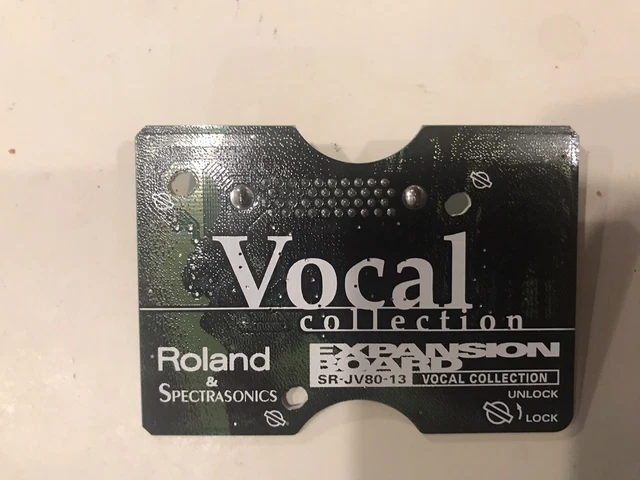 Vocal
collection
Roland
&
SPECTRASONICS
EXPANSION
BOARD
SR-JV80-13 VOCAL COLLECTION
UNLOCK
LOCK